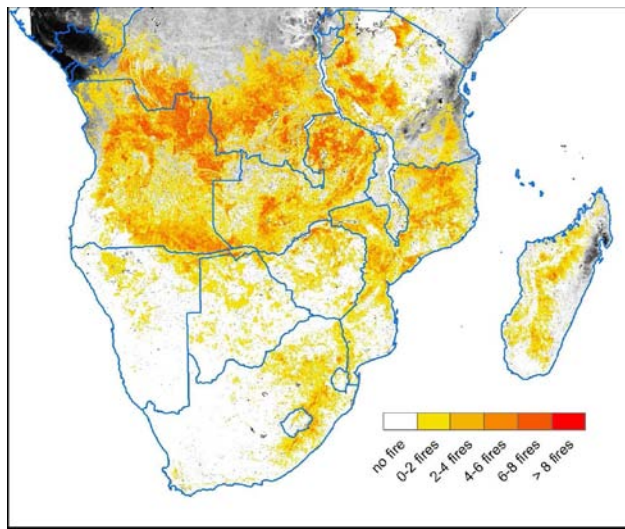 no fire
0-2 fires
2-4 fires
4-6 fires
6-8 fires
> 8 fires